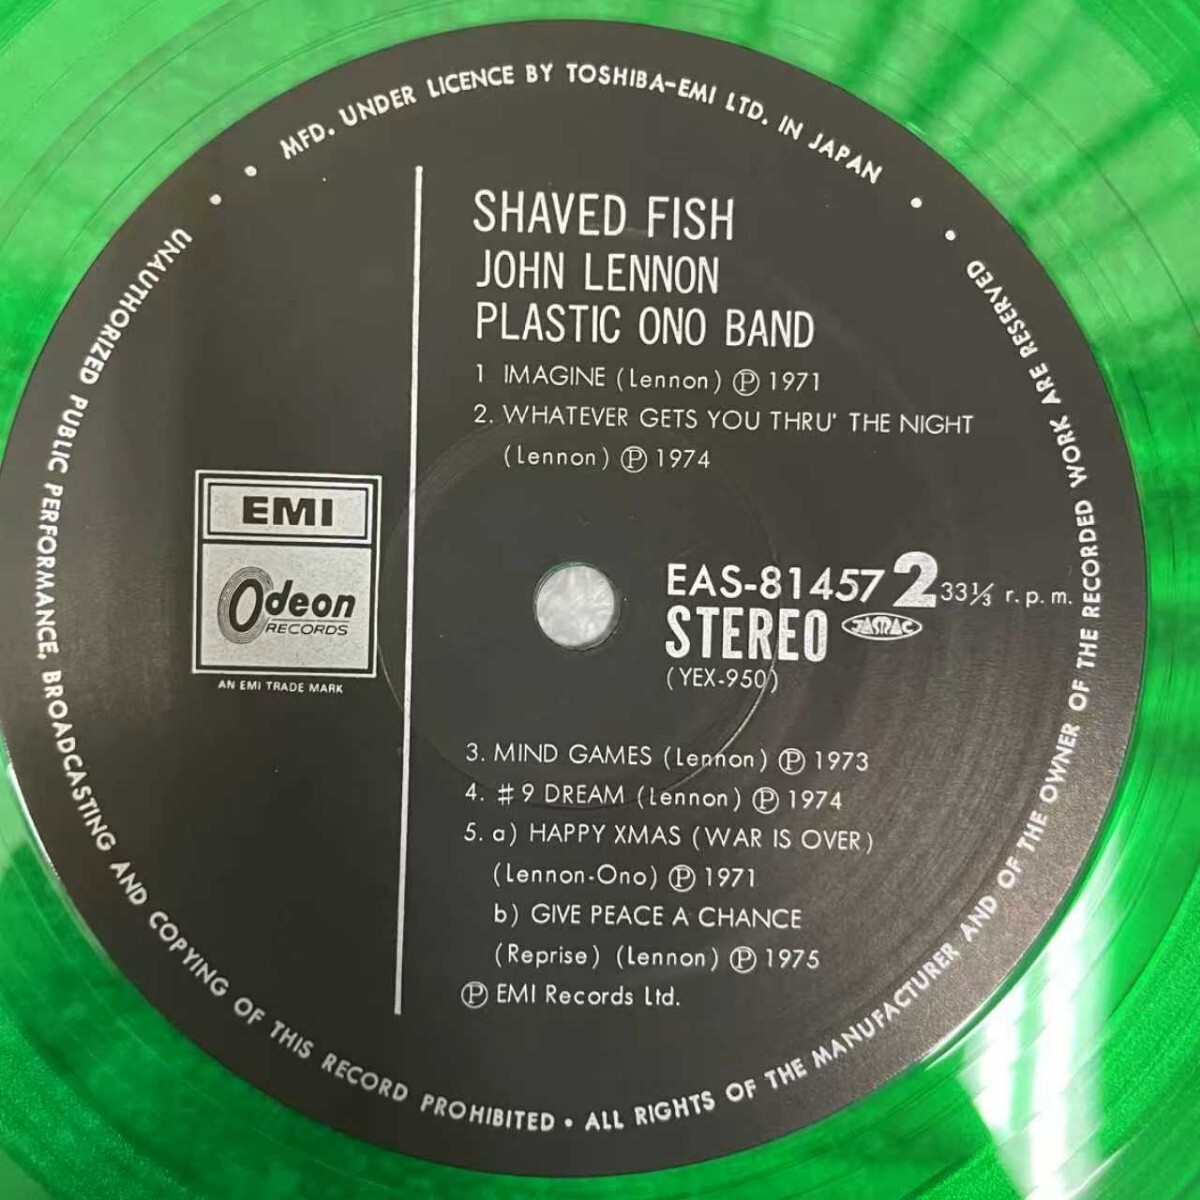 MFD. UNDER LICENCE BY TOSHIBA-EMI LTD. IN JAPAN
SHAVED FISH
JOHN LENNON
PLASTIC ONO BAND
1 IMAGINE (Lennon) Ⓟ 1971
2. WHATEVER GETS YOU THRU' THE NIGHT
(Lennon) Ⓟ 1974
EMI
Odeon
RECORDS
AN EMI TRADE MARK
EAS-81457 2 33⅓ r.p.m.
STEREO JASRAC
(YEX-950)
3. MIND GAMES (Lennon) Ⓟ 1973
4. #9 DREAM (Lennon) Ⓟ 1974
5. a) HAPPY XMAS (WAR IS OVER)
(Lennon-Ono) Ⓟ 1971
b) GIVE PEACE A CHANCE
(Reprise) (Lennon) Ⓟ 1975
Ⓟ EMI Records Ltd.
UNAUTHORIZED PUBLIC PERFORMANCE, BROADCASTING AND COPYING OF THIS RECORD PROHIBITED • ALL RIGHTS OF THE MANUFACTURER AND OF THE OWNER OF THE RECORDED WORK ARE RESERVED